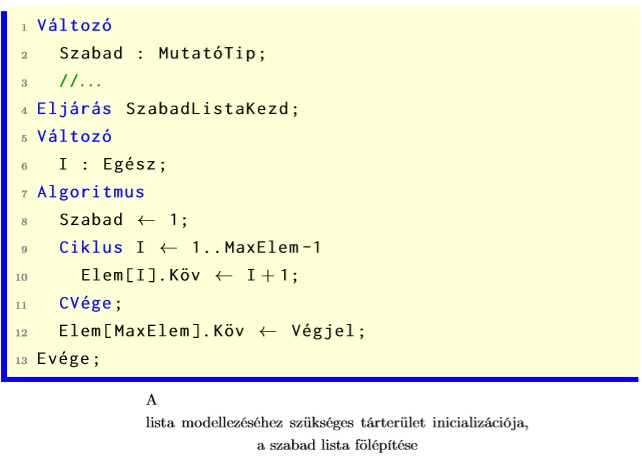 1 Változó
2 Szabad : MutatóTip;
3 //...
4 Eljárás SzabadListaKezd;
5 Változó
6 I : Egész;
7 Algoritmus
8 Szabad ← 1;
9 Ciklus I ← 1..MaxElem-1
10 Elem[I].Köv ← I+1;
11 CVége;
12 Elem[MaxElem].Köv ← Végjel;
13 Evége;
A
lista modellezéséhez szükséges tárterület inicializációja,
a szabad lista fölépítése